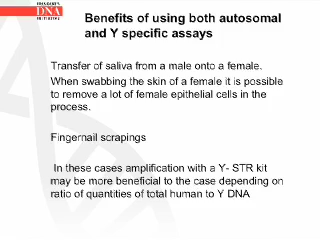 PRESIDENT'S
DNA
INITIATIVE
Benefits of using both autosomal
and Y specific assays
Transfer of saliva from a male onto a female.
When swabbing the skin of a female it is possible
to remove a lot of female epithelial cells in the
process.
Fingernail scrapings
In these cases amplification with a Y- STR kit
may be more beneficial to the case depending on
ratio of quantities of total human to Y DNA